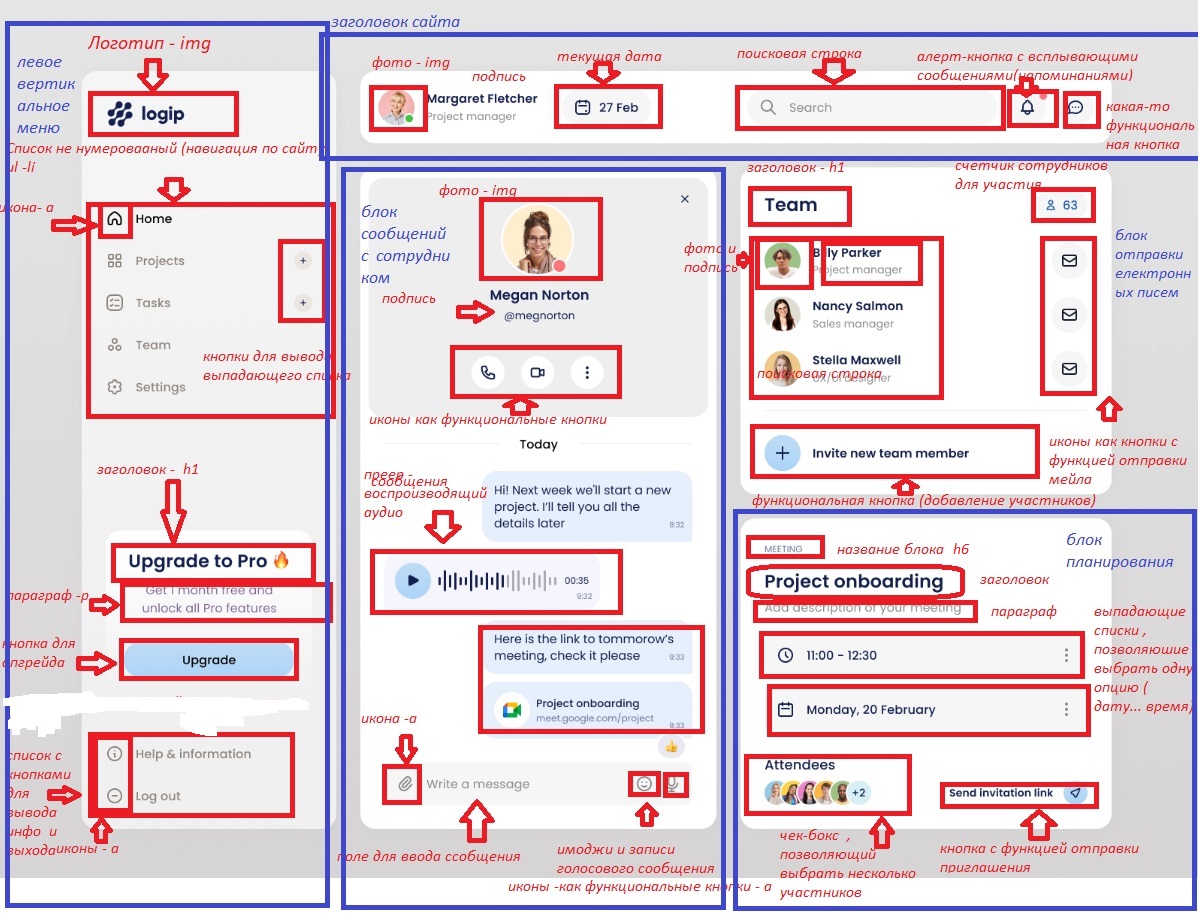 заголовок сайта
Логотип - img
левое
вертик
альное
меню
logip
Список не нумеровааный (навигация по сайту)
ul -li
икона- а
Home
Projects
+
Tasks
+
Team
Settings
кнопки для вывода
выпадающего списка
заголовок - h1
Upgrade to Pro 🔥
параграф -р
Get 1 month free and
unlock all Pro features
кнопка для
апгрейда
Upgrade
список с
кнопками
для
вывода
инфо и
выхода
Help & information
Log out
иконы - а
фото - img
подпись
Margaret Fletcher
Project manager
текущая дата
27 Feb
поисковая строка
Search
алерт-кнопка с всплывающими
сообщениями(напоминаниями)
какая-то
функциональ
ная кнопка
фото - img
блок
сообщений
с сотрудни
ком
×
подпись
Megan Norton
@megnorton
иконы как функциональные кнопки
Today
преер -
сообщения
воспроизводящий
аудио
Hi! Next week we'll start a new
project. I'll tell you all the
details later
9:32
00:35
9:32
Here is the link to tommorow's
meeting, check it please
9:33
Project onboarding
meet.google.com/project
9:33
👍
икона -а
Write a message
поле для ввода ссобщения
имоджи и записи
голосового сообщения
иконы -как функциональные кнопки - а
заголовок - h1
счетчик сотрудников
для участия
Team
63
фото и
подпись
Billy Parker
Project manager
Nancy Salmon
Sales manager
Stella Maxwell
UX/UI designer
поисковая строка
блок
отправки
електронн
ых писем
+
Invite new team member
иконы как кнопки с
функцией отправки
мейла
функциональная кнопка (добавление участников)
MEETING
название блока h6
блок
планирования
Project onboarding
заголовок
Add description of your meeting
параграф
11:00 - 12:30
Monday, 20 February
выпадающие
списки ,
позволяюшие
выбрать одну
опцию (
дату... время)
Attendees
+2
Send invitation link
чек-бокс ,
позволяющий
выбрать несколько
участников
кнопка с функцией отправки
приглашения